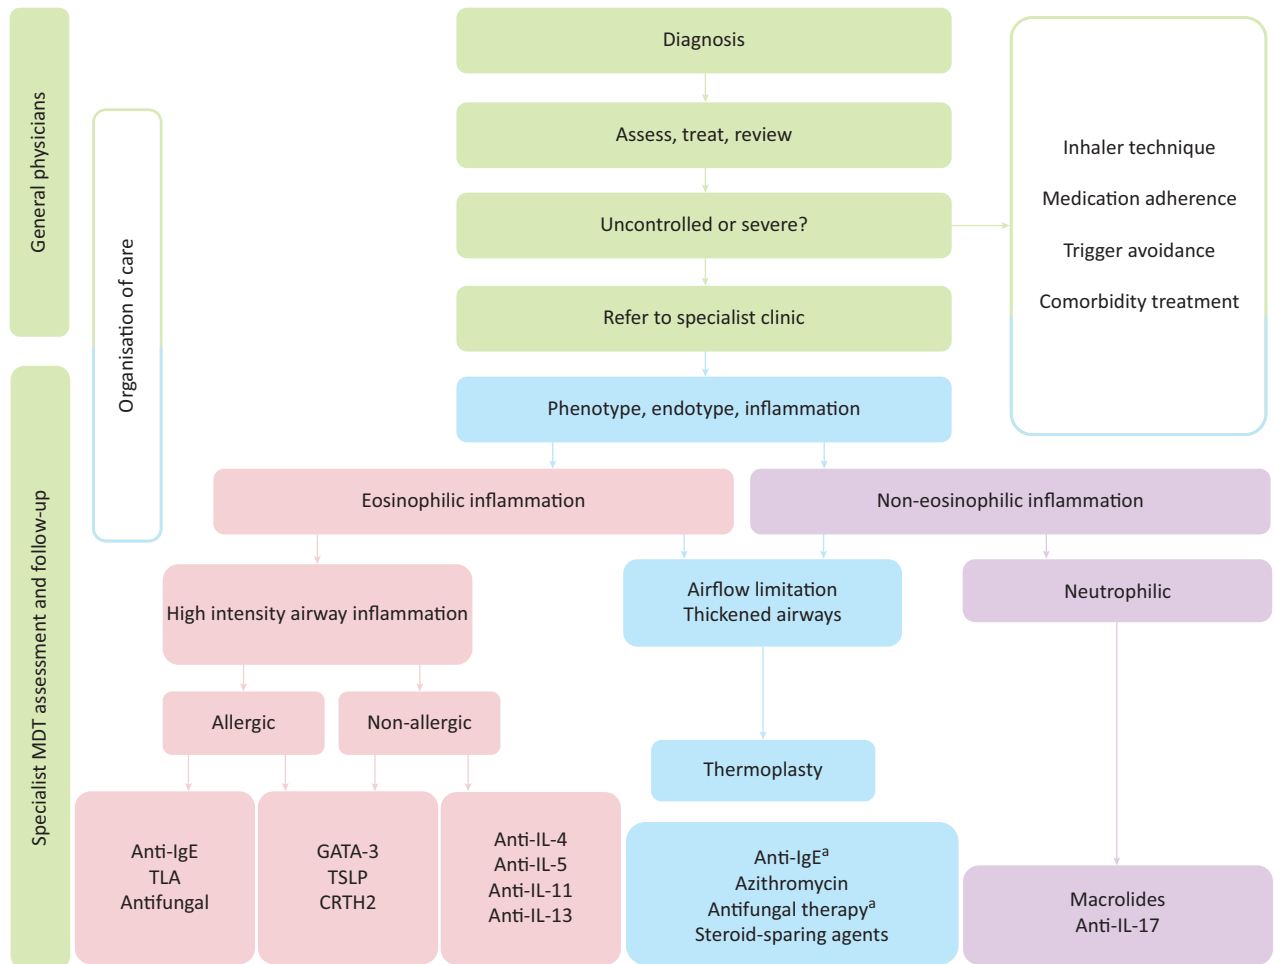 General physicians
Organisation of care
Specialist MDT assessment and follow-up
Diagnosis
Assess, treat, review
Uncontrolled or severe?
Refer to specialist clinic
Inhaler technique
Medication adherence
Trigger avoidance
Comorbidity treatment
Phenotype, endotype, inflammation
Eosinophilic inflammation
Non-eosinophilic inflammation
High intensity airway inflammation
Airflow limitation
Thickened airways
Neutrophilic
Allergic
Non-allergic
Thermoplasty
Anti-IgE
TLA
Antifungal
GATA-3
TSLP
CRTH2
Anti-IL-4
Anti-IL-5
Anti-IL-11
Anti-IL-13
Anti-IgEᵃ
Azithromycin
Antifungal therapyᵃ
Steroid-sparing agents
Macrolides
Anti-IL-17